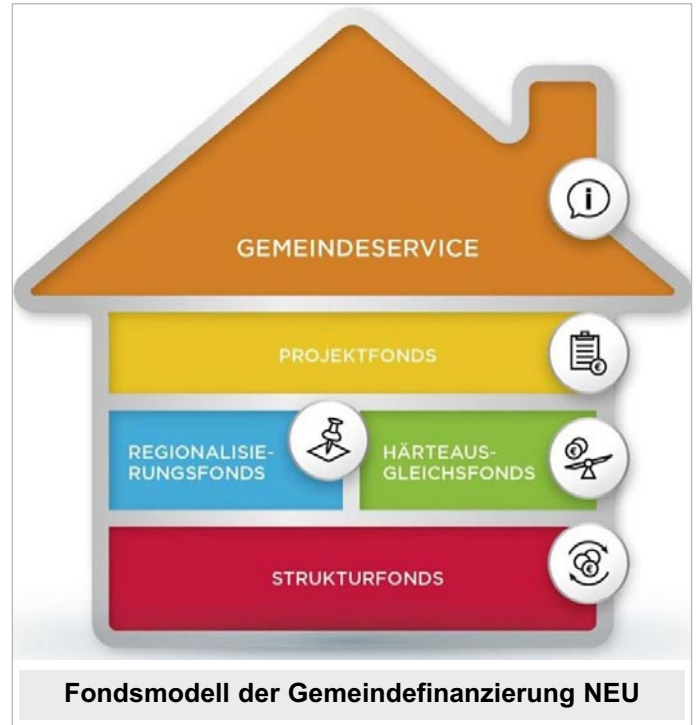 GEMEINDESERVICE
PROJEKTFONDS
REGIONALISIE-
RUNGSFONDS
HÄRTEAUS-
GLEICHSFONDS
STRUKTURFONDS
Fondsmodell der Gemeindefinanzierung NEU